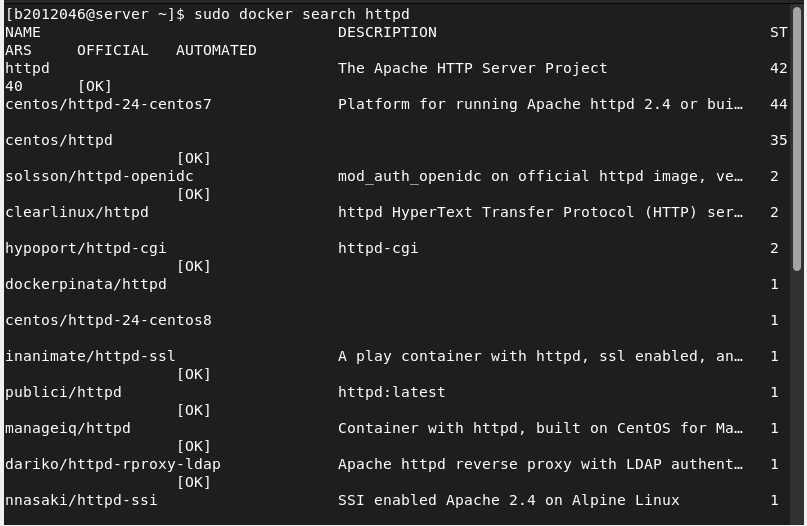 [b2012046@server ~]$ sudo docker search httpd
NAME                                 DESCRIPTION                                     ST
ARS     OFFICIAL   AUTOMATED
httpd                                The Apache HTTP Server Project                  42
40      [OK]
centos/httpd-24-centos7              Platform for running Apache httpd 2.4 or bui…   44
centos/httpd                                                                         35
                   [OK]
solsson/httpd-openidc                mod_auth_openidc on official httpd image, ve…   2
                   [OK]
clearlinux/httpd                     httpd HyperText Transfer Protocol (HTTP) ser…   2
hypoport/httpd-cgi                   httpd-cgi                                       2
                   [OK]
dockerpinata/httpd                                                                   1
centos/httpd-24-centos8                                                              1
inanimate/httpd-ssl                  A play container with httpd, ssl enabled, an…   1
                   [OK]
publici/httpd                        httpd:latest                                    1
                   [OK]
manageiq/httpd                       Container with httpd, built on CentOS for Ma…   1
                   [OK]
dariko/httpd-rproxy-ldap             Apache httpd reverse proxy with LDAP authent…   1
                   [OK]
nnasaki/httpd-ssi                    SSI enabled Apache 2.4 on Alpine Linux          1